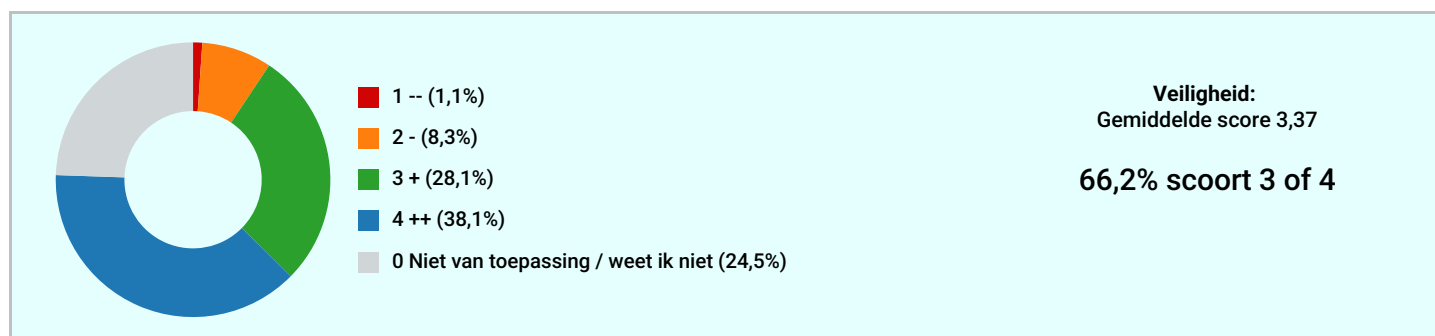 1 -- (1,1%)
2 - (8,3%)
3 + (28,1%)
4 ++ (38,1%)
0 Niet van toepassing / weet ik niet (24,5%)
Veiligheid:
Gemiddelde score 3,37
66,2% scoort 3 of 4